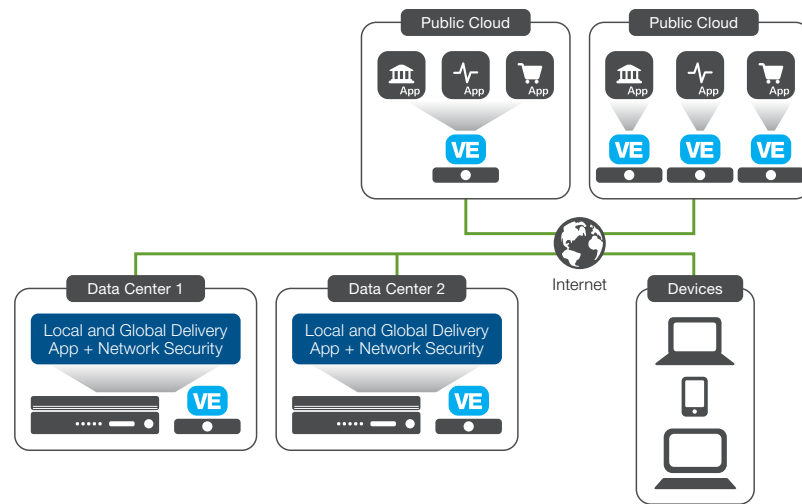 Public Cloud
App
App
App
VE
Public Cloud
App
App
App
VE
VE
VE
Internet
Data Center 1
Local and Global Delivery
App + Network Security
VE
Data Center 2
Local and Global Delivery
App + Network Security
VE
Devices